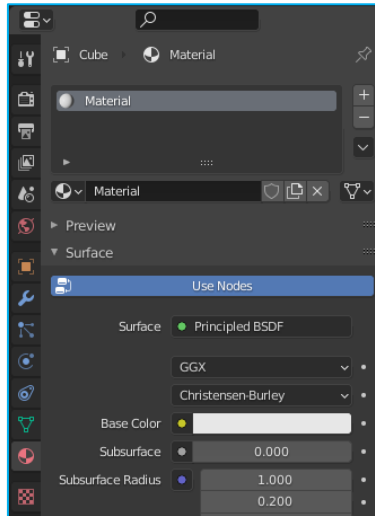 Cube
Material
Material
Material
Preview
Surface
Use Nodes
Surface Principled BSDF
GGX
Christensen-Burley
Base Color
Subsurface 0.000
Subsurface Radius 1.000
0.200